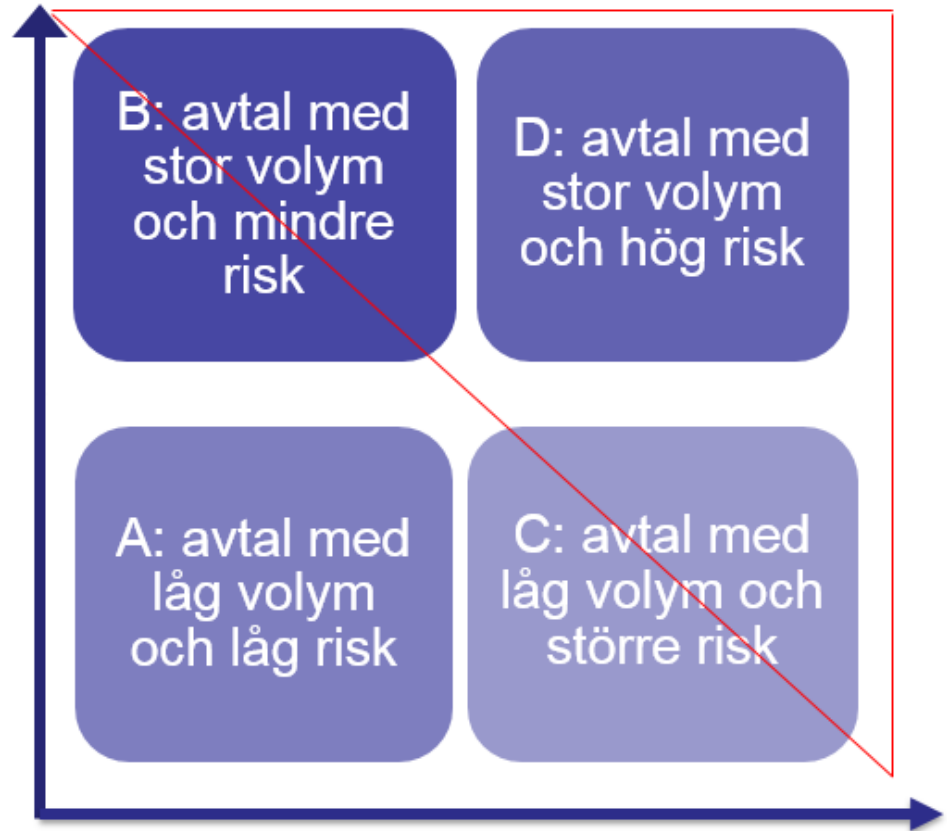 B: avtal med
stor volym
och mindre
risk
D: avtal med
stor volym
och hög risk
A: avtal med
låg volym
och låg risk
C: avtal med
låg volym och
större risk